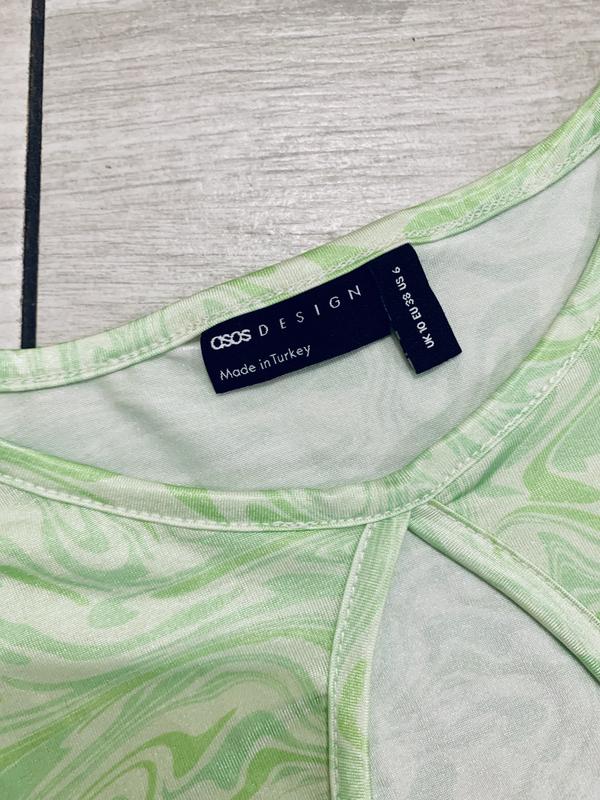 asos DESIGN
Made in Turkey
UK 10 EU 38 US 6